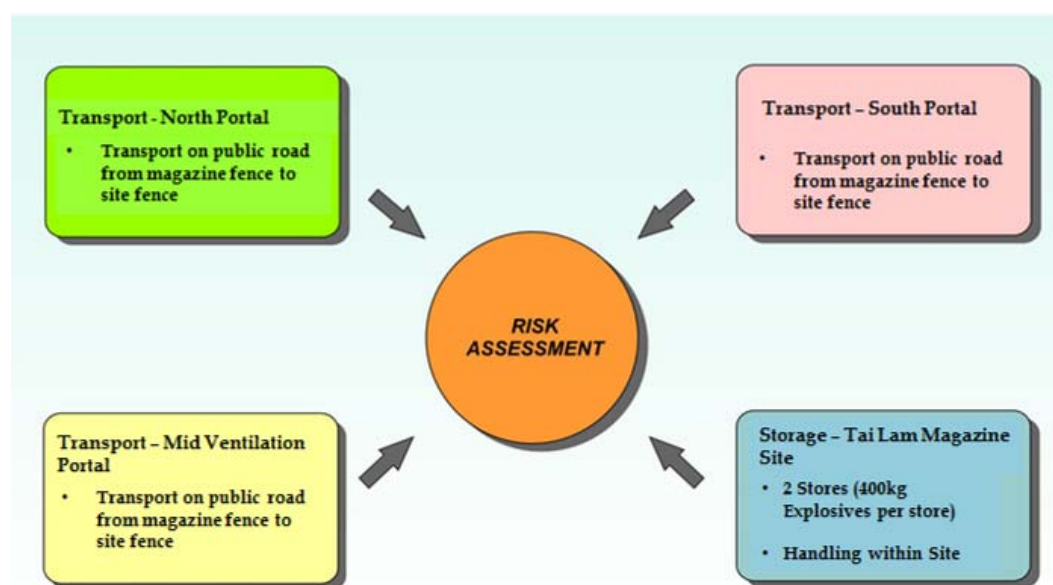 Transport - North Portal
• Transport on public road
from magazine fence to
site fence
Transport – South Portal
• Transport on public road
from magazine fence to
site fence
RISK
ASSESSMENT
Transport – Mid Ventilation
Portal
• Transport on public road
from magazine fence to
site fence
Storage – Tai Lam Magazine
Site
• 2 Stores (400kg
Explosives per store)
• Handling within Site